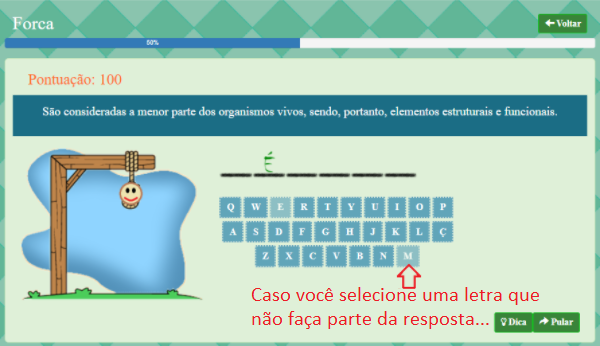 Forca
Voltar
50%
Pontuação: 100
São consideradas a menor parte dos organismos vivos, sendo, portanto, elementos estruturais e funcionais.
É
Q W E R T Y U I O P
A S D F G H J K L Ç
Z X C V B N M
Caso você selecione uma letra que
não faça parte da resposta...
Dica Pular